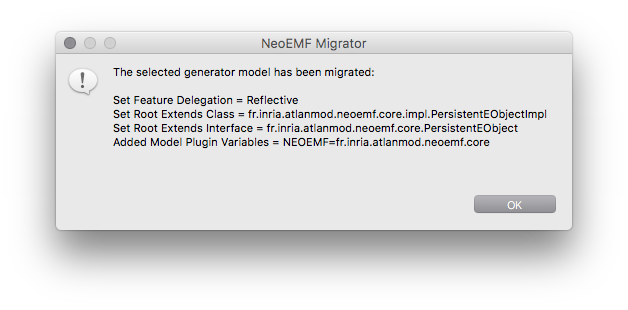 NeoEMF Migrator
The selected generator model has been migrated:
Set Feature Delegation = Reflective
Set Root Extends Class = fr.inria.atlanmod.neoemf.core.impl.PersistentEObjectImpl
Set Root Extends Interface = fr.inria.atlanmod.neoemf.core.PersistentEObject
Added Model Plugin Variables = NEOEMF=fr.inria.atlanmod.neoemf.core
OK